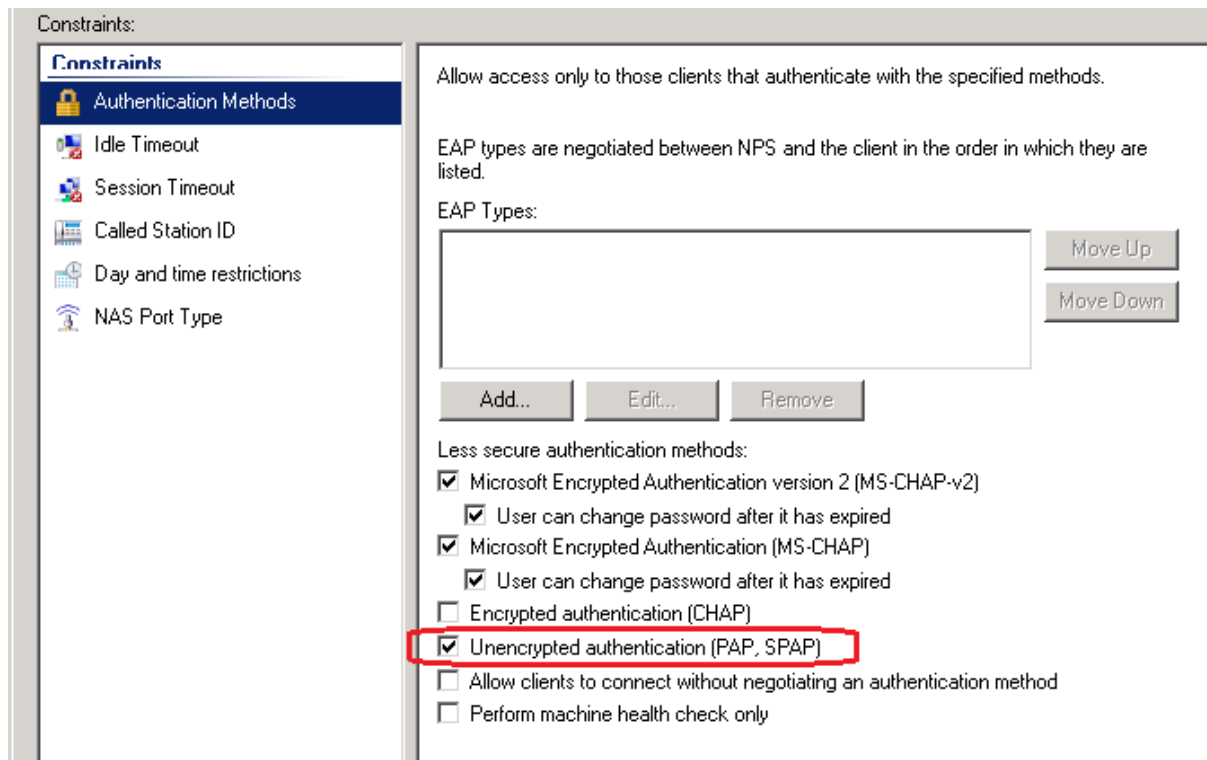 Constraints:
Constraints
Authentication Methods
Idle Timeout
Session Timeout
Called Station ID
Day and time restrictions
NAS Port Type
Allow access only to those clients that authenticate with the specified methods.
EAP types are negotiated between NPS and the client in the order in which they are
listed.
EAP Types:
Move Up
Move Down
Add...
Edit...
Remove
Less secure authentication methods:
Microsoft Encrypted Authentication version 2 (MS-CHAP-v2)
User can change password after it has expired
Microsoft Encrypted Authentication (MS-CHAP)
User can change password after it has expired
Encrypted authentication (CHAP)
Unencrypted authentication (PAP, SPAP)
Allow clients to connect without negotiating an authentication method
Perform machine health check only